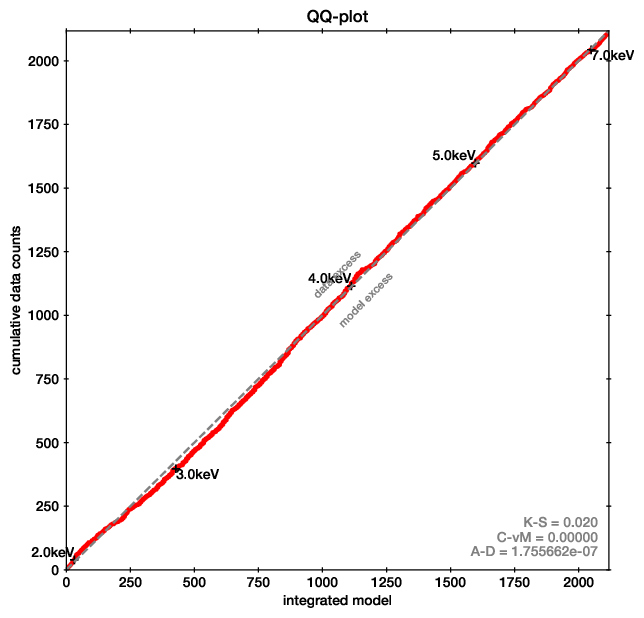 QQ-plot
cumulative data counts
2000
1750
1500
1250
1000
750
500
250
0
7.0keV
5.0keV
data excess
4.0keV
model excess
3.0keV
2.0keV
K-S = 0.020
C-vM = 0.00000
A-D = 1.755662e-07
0 250 500 750 1000 1250 1500 1750 2000
integrated model